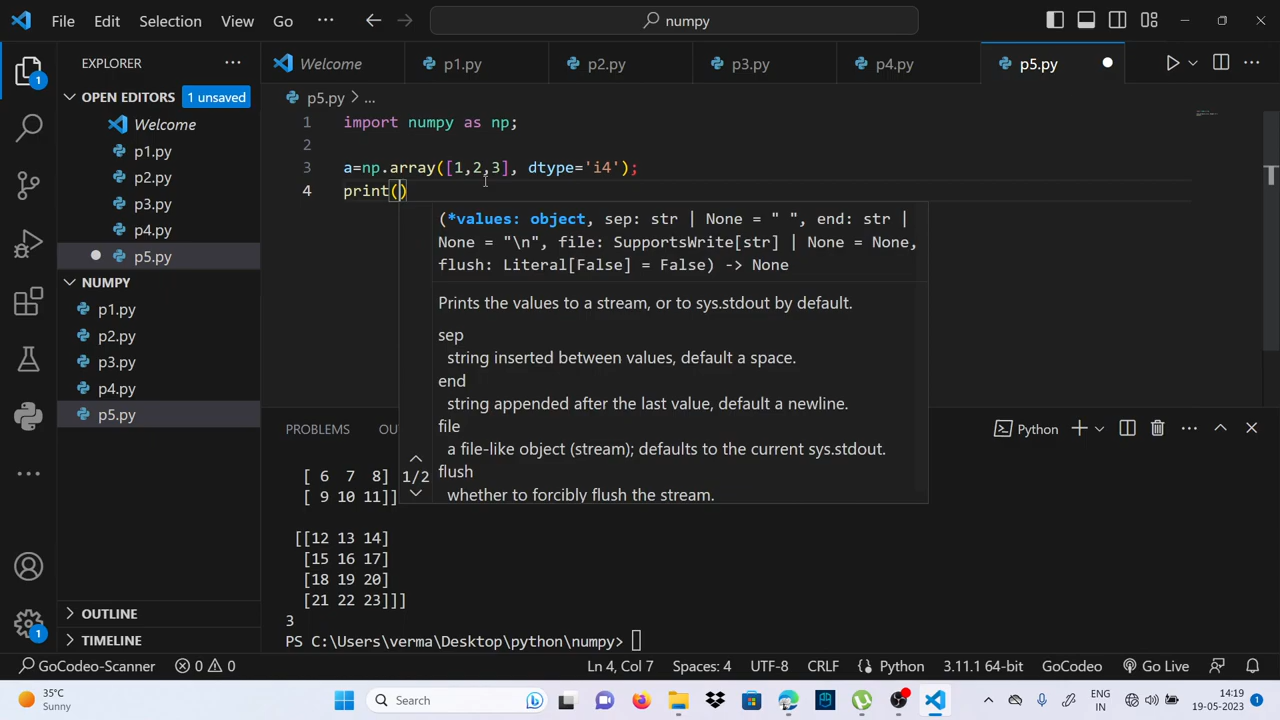 File Edit Selection View Go ··· numpy
EXPLORER ···
OPEN EDITORS 1 unsaved
Welcome
p1.py
p2.py
p3.py
p4.py
p5.py
NUMPY
p1.py
p2.py
p3.py
p4.py
p5.py
OUTLINE
TIMELINE
1
1
Welcome p1.py p2.py p3.py p4.py p5.py
p5.py > ...
1 import numpy as np;
2
3 a=np.array([1,2,3], dtype='i4');
4 print()
(*values: object, sep: str | None = " ", end: str |
None = "\n", file: SupportsWrite[str] | None = None,
flush: Literal[False] = False) -> None
Prints the values to a stream, or to sys.stdout by default.
sep
string inserted between values, default a space.
end
string appended after the last value, default a newline.
file
a file-like object (stream); defaults to the current sys.stdout.
flush
whether to forcibly flush the stream.
1/2
PROBLEMS OU Python
[ 6 7 8]
[ 9 10 11]]
[[12 13 14]
[15 16 17]
[18 19 20]
[21 22 23]]]
3
PS C:\Users\verma\Desktop\python\numpy>
GoCodeo-Scanner 0 0 Ln 4, Col 7 Spaces: 4 UTF-8 CRLF Python 3.11.1 64-bit GoCodeo Go Live
35°C
Sunny
Search
ENG
IN
14:19
19-05-2023